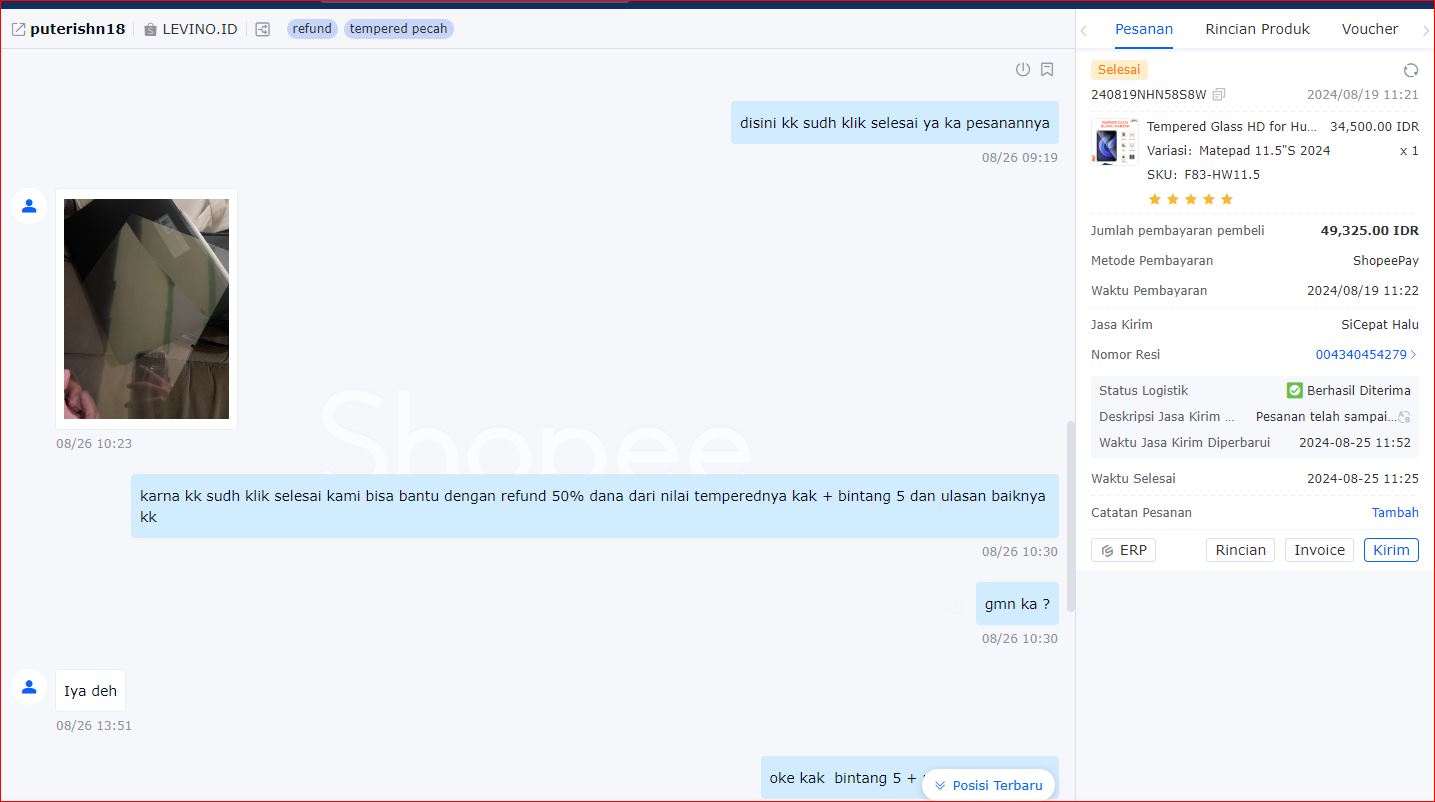 puterishn18 LEVINO.ID refund tempered pecah
disini kk sudh klik selesai ya ka pesanannya
08/26 09:19
08/26 10:23
Shopee
karna kk sudh klik selesai kami bisa bantu dengan refund 50% dana dari nilai temperednya kak + bintang 5 dan ulasan baiknya
kk
08/26 10:30
gmn ka ?
08/26 10:30
Iya deh
08/26 13:51
oke kak  bintang 5 +
Posisi Terbaru
Pesanan Rincian Produk Voucher
Selesai
240819NHN58S8W 2024/08/19 11:21
Tempered Glass HD for Hu... 34,500.00 IDR
Variasi: Matepad 11.5"S 2024 x 1
SKU: F83-HW11.5
Jumlah pembayaran pembeli 49,325.00 IDR
Metode Pembayaran ShopeePay
Waktu Pembayaran 2024/08/19 11:22
Jasa Kirim SiCepat Halu
Nomor Resi 004340454279
Status Logistik Berhasil Diterima
Deskripsi Jasa Kirim ... Pesanan telah sampai...
Waktu Jasa Kirim Diperbarui 2024-08-25 11:52
Waktu Selesai 2024-08-25 11:25
Catatan Pesanan Tambah
ERP Rincian Invoice Kirim